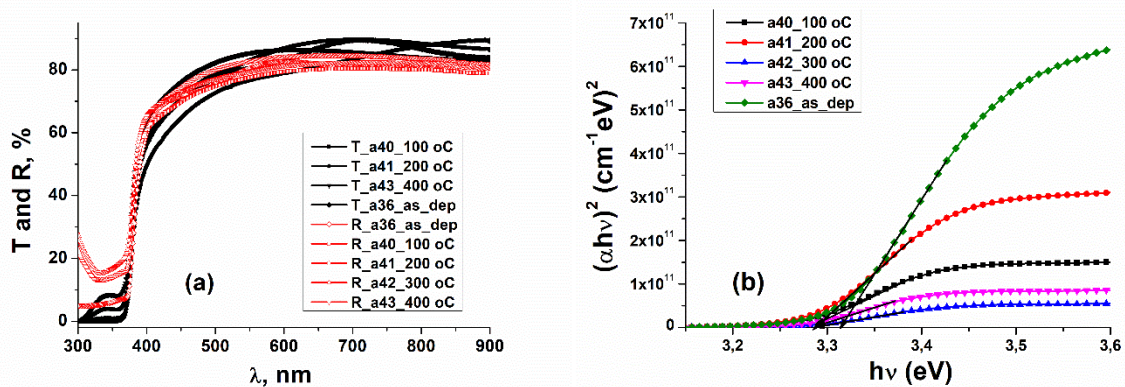 T and R, %
80
60
40
20
0
300 400 500 600 700 800 900
λ, nm
(a)
T_a40_100 oC
T_a41_200 oC
T_a43_400 oC
T_a36_as_dep
R_a36_as_dep
R_a40_100 oC
R_a41_200 oC
R_a42_300 oC
R_a43_400 oC
(αhν)² (cm⁻¹eV)²
7x10¹¹
6x10¹¹
5x10¹¹
4x10¹¹
3x10¹¹
2x10¹¹
1x10¹¹
0
3,2 3,3 3,4 3,5 3,6
hν (eV)
(b)
a40_100 oC
a41_200 oC
a42_300 oC
a43_400 oC
a36_as_dep